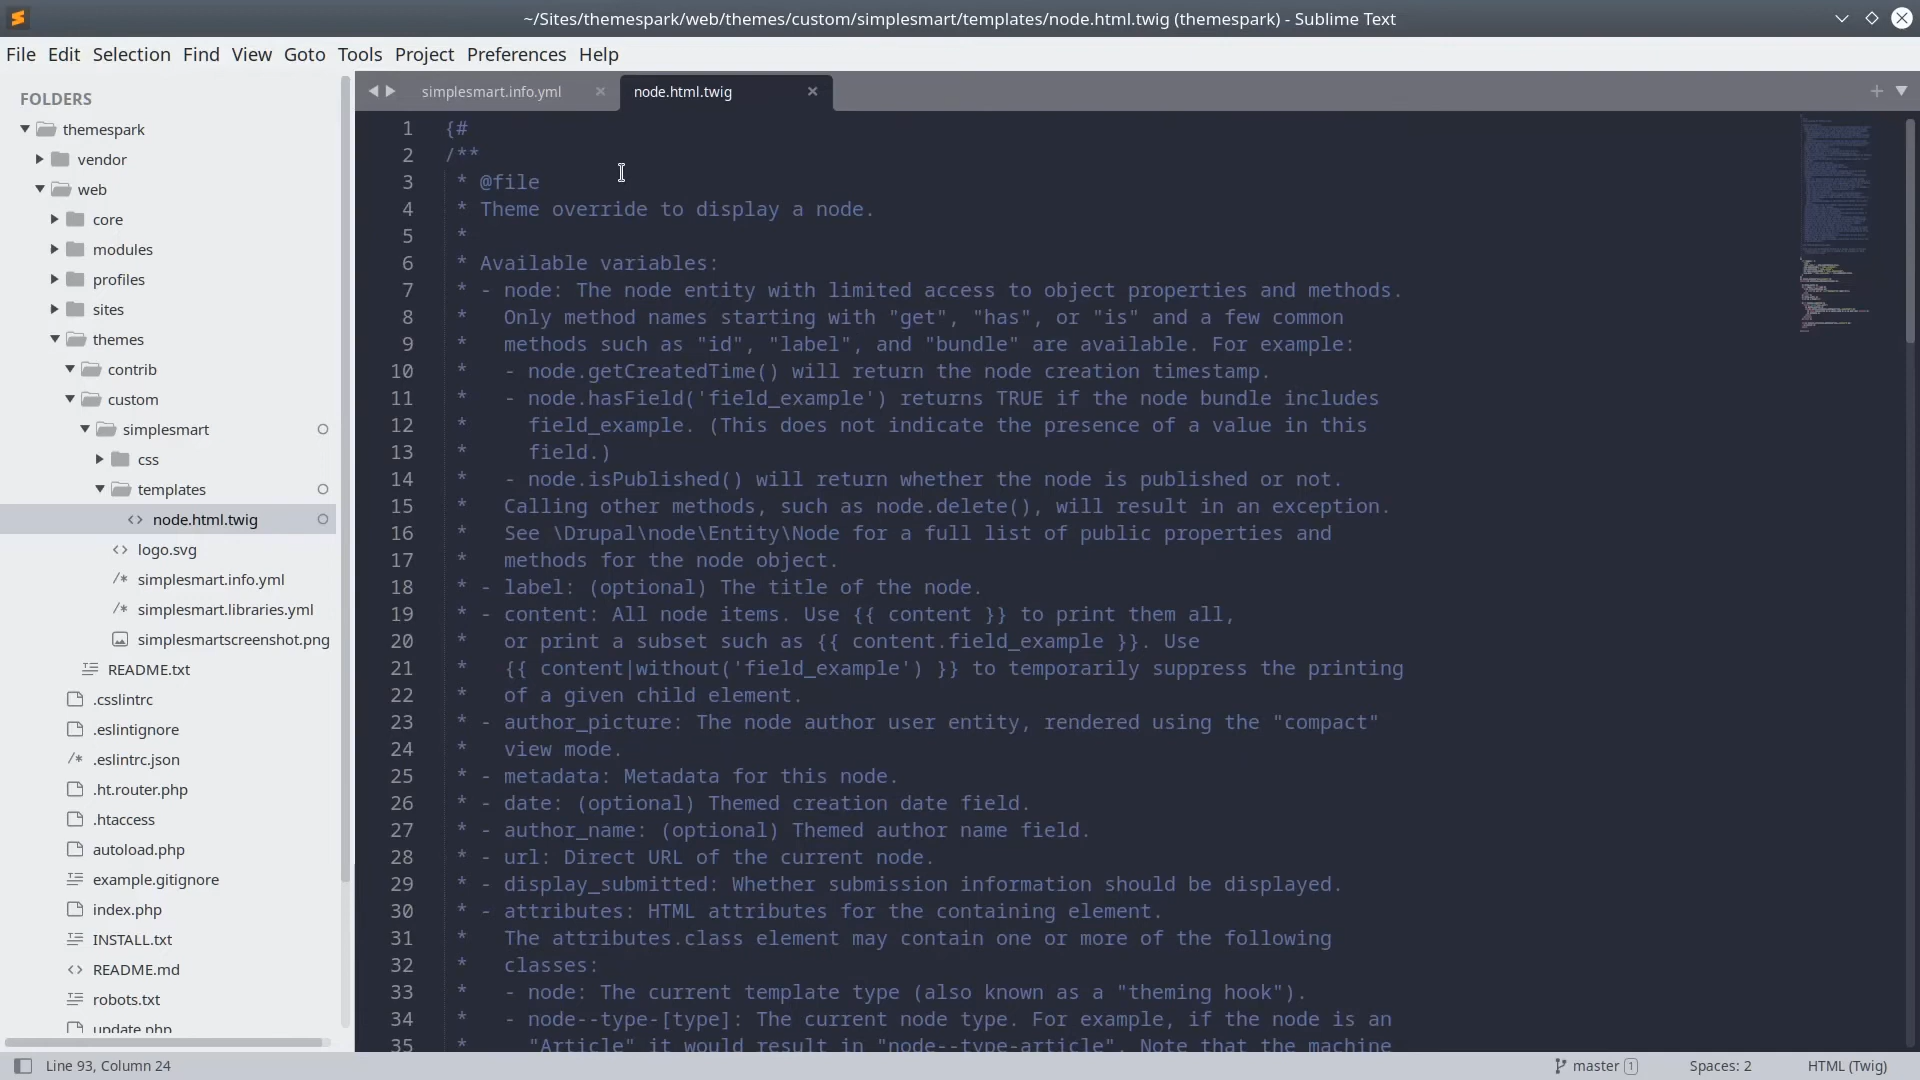 ~/Sites/themespark/web/themes/custom/simplesmart/templates/node.html.twig (themespark) - Sublime Text
File Edit Selection Find View Goto Tools Project Preferences Help
FOLDERS
themespark
vendor
web
core
modules
profiles
sites
themes
contrib
custom
simplesmart
css
templates
node.html.twig
logo.svg
simplesmart.info.yml
simplesmart.libraries.yml
simplesmartscreenshot.png
README.txt
.csslintrc
.eslintignore
.eslintrc.json
.ht.router.php
.htaccess
autoload.php
example.gitignore
index.php
INSTALL.txt
README.md
robots.txt
update.php
simplesmart.info.yml node.html.twig
1 {#
2 /**
3 * @file
4 * Theme override to display a node.
5 *
6 * Available variables:
7 * - node: The node entity with limited access to object properties and methods.
8 *   Only method names starting with "get", "has", or "is" and a few common
9 *   methods such as "id", "label", and "bundle" are available. For example:
10 *   - node.getCreatedTime() will return the node creation timestamp.
11 *   - node.hasField('field_example') returns TRUE if the node bundle includes
12 *     field_example. (This does not indicate the presence of a value in this
13 *     field.)
14 *   - node.isPublished() will return whether the node is published or not.
15 *   Calling other methods, such as node.delete(), will result in an exception.
16 *   See \Drupal\node\Entity\Node for a full list of public properties and
17 *   methods for the node object.
18 * - label: (optional) The title of the node.
19 * - content: All node items. Use {{ content }} to print them all,
20 *   or print a subset such as {{ content.field_example }}. Use
21 *   {{ content|without('field_example') }} to temporarily suppress the printing
22 *   of a given child element.
23 * - author_picture: The node author user entity, rendered using the "compact"
24 *   view mode.
25 * - metadata: Metadata for this node.
26 * - date: (optional) Themed creation date field.
27 * - author_name: (optional) Themed author name field.
28 * - url: Direct URL of the current node.
29 * - display_submitted: Whether submission information should be displayed.
30 * - attributes: HTML attributes for the containing element.
31 *   The attributes.class element may contain one or more of the following
32 *   classes:
33 *   - node: The current template type (also known as a "theming hook").
34 *   - node--type-[type]: The current node type. For example, if the node is an
35 *     "Article" it would result in "node--type-article". Note that the machine
Line 93, Column 24 master 1 Spaces: 2 HTML (Twig)